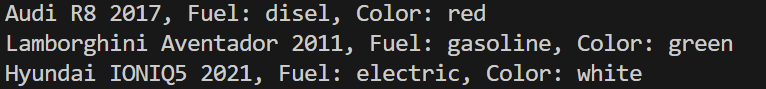 Audi R8 2017, Fuel: disel, Color: red
Lamborghini Aventador 2011, Fuel: gasoline, Color: green
Hyundai IONIQ5 2021, Fuel: electric, Color: white